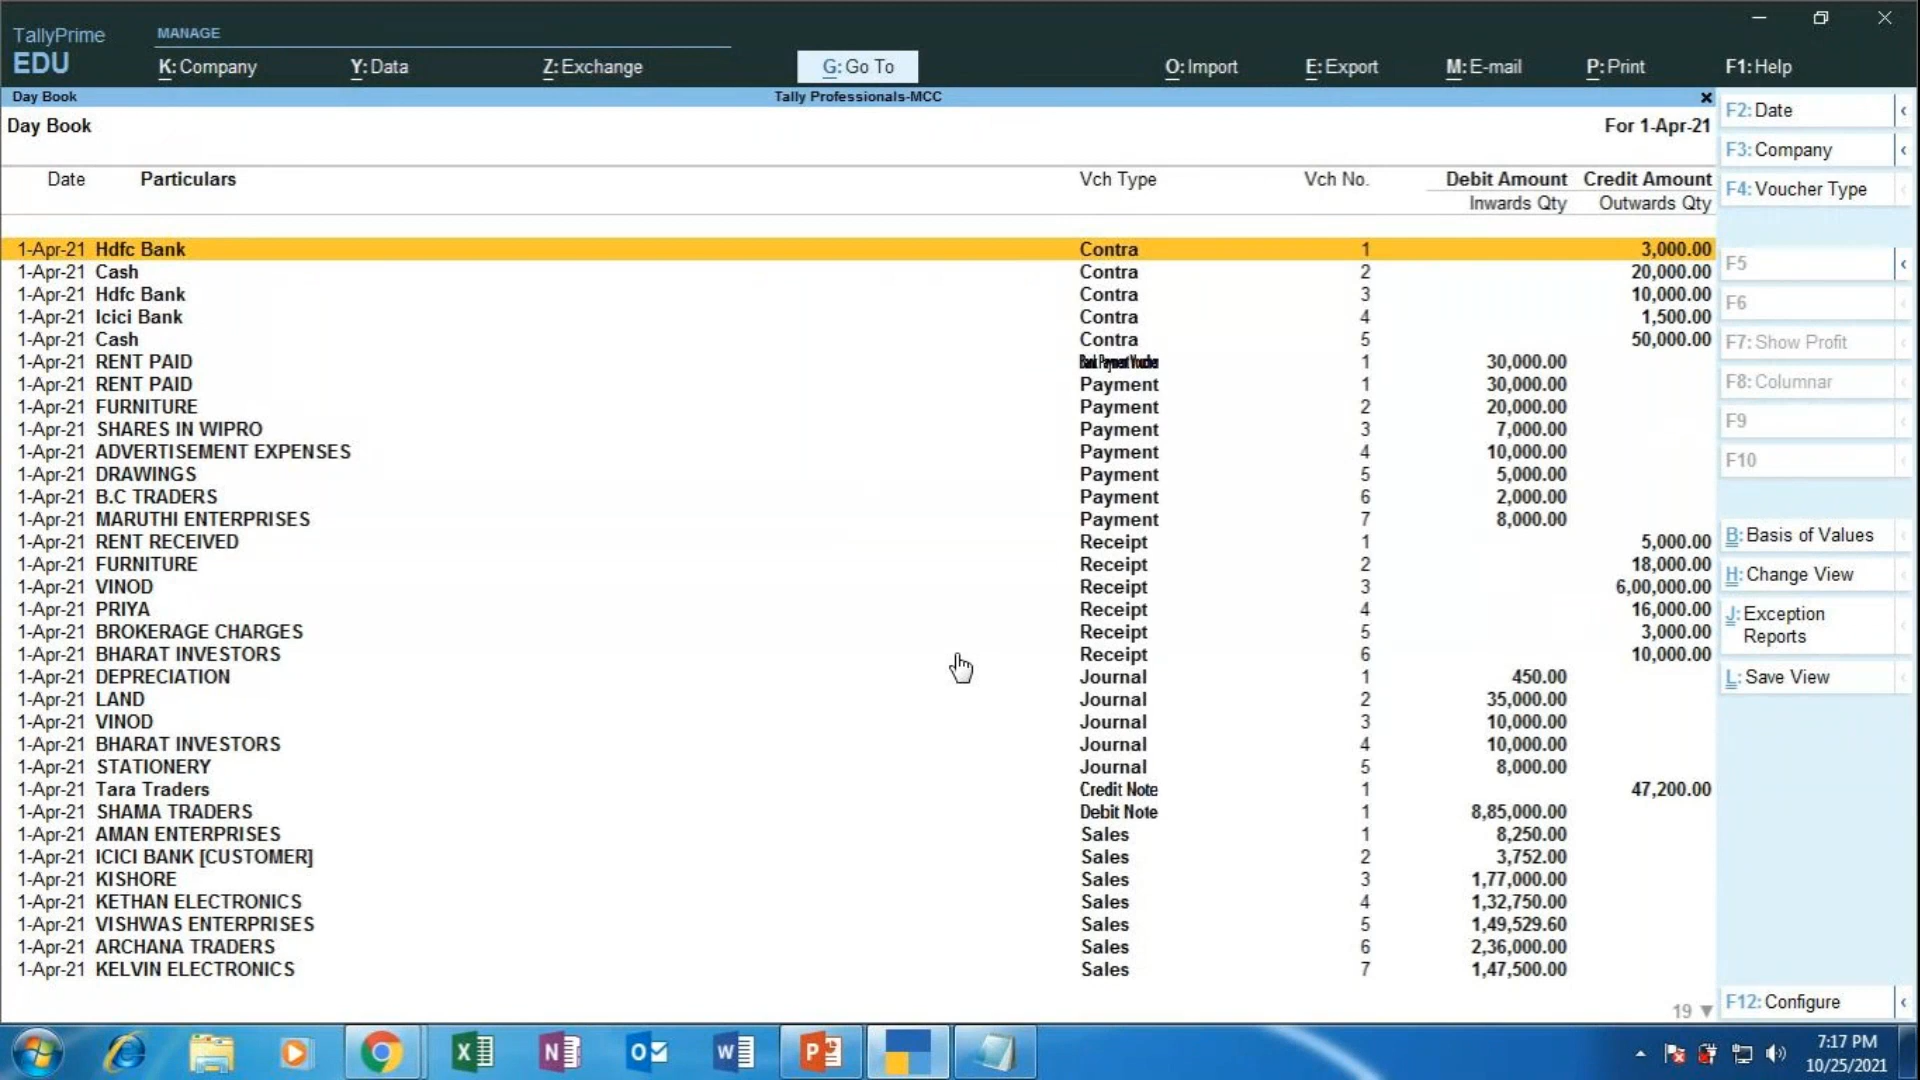 TallyPrime
EDU
MANAGE
K: Company Y: Data Z: Exchange G: Go To O: Import E: Export M: E-mail P: Print F1: Help
Day Book Tally Professionals-MCC
Day Book For 1-Apr-21
Date Particulars Vch Type Vch No. Debit Amount Credit Amount
Inwards Qty Outwards Qty
1-Apr-21 Hdfc Bank Contra 1 3,000.00
1-Apr-21 Cash Contra 2 20,000.00
1-Apr-21 Hdfc Bank Contra 3 10,000.00
1-Apr-21 Icici Bank Contra 4 1,500.00
1-Apr-21 Cash Contra 5 50,000.00
1-Apr-21 RENT PAID Bank Payment Voucher 1 30,000.00
1-Apr-21 RENT PAID Payment 1 30,000.00
1-Apr-21 FURNITURE Payment 2 20,000.00
1-Apr-21 SHARES IN WIPRO Payment 3 7,000.00
1-Apr-21 ADVERTISEMENT EXPENSES Payment 4 10,000.00
1-Apr-21 DRAWINGS Payment 5 5,000.00
1-Apr-21 B.C TRADERS Payment 6 2,000.00
1-Apr-21 MARUTHI ENTERPRISES Payment 7 8,000.00
1-Apr-21 RENT RECEIVED Receipt 1 5,000.00
1-Apr-21 FURNITURE Receipt 2 18,000.00
1-Apr-21 VINOD Receipt 3 6,00,000.00
1-Apr-21 PRIYA Receipt 4 16,000.00
1-Apr-21 BROKERAGE CHARGES Receipt 5 3,000.00
1-Apr-21 BHARAT INVESTORS Receipt 6 10,000.00
1-Apr-21 DEPRECIATION Journal 1 450.00
1-Apr-21 LAND Journal 2 35,000.00
1-Apr-21 VINOD Journal 3 10,000.00
1-Apr-21 BHARAT INVESTORS Journal 4 10,000.00
1-Apr-21 STATIONERY Journal 5 8,000.00
1-Apr-21 Tara Traders Credit Note 1 47,200.00
1-Apr-21 SHAMA TRADERS Debit Note 1 8,85,000.00
1-Apr-21 AMAN ENTERPRISES Sales 1 8,250.00
1-Apr-21 ICICI BANK [CUSTOMER] Sales 2 3,752.00
1-Apr-21 KISHORE Sales 3 1,77,000.00
1-Apr-21 KETHAN ELECTRONICS Sales 4 1,32,750.00
1-Apr-21 VISHWAS ENTERPRISES Sales 5 1,49,529.60
1-Apr-21 ARCHANA TRADERS Sales 6 2,36,000.00
1-Apr-21 KELVIN ELECTRONICS Sales 7 1,47,500.00
19
F2: Date
F3: Company
F4: Voucher Type
F5
F6
F7: Show Profit
F8: Columnar
F9
F10
B: Basis of Values
H: Change View
J: Exception
Reports
L: Save View
F12: Configure
7:17 PM
10/25/2021